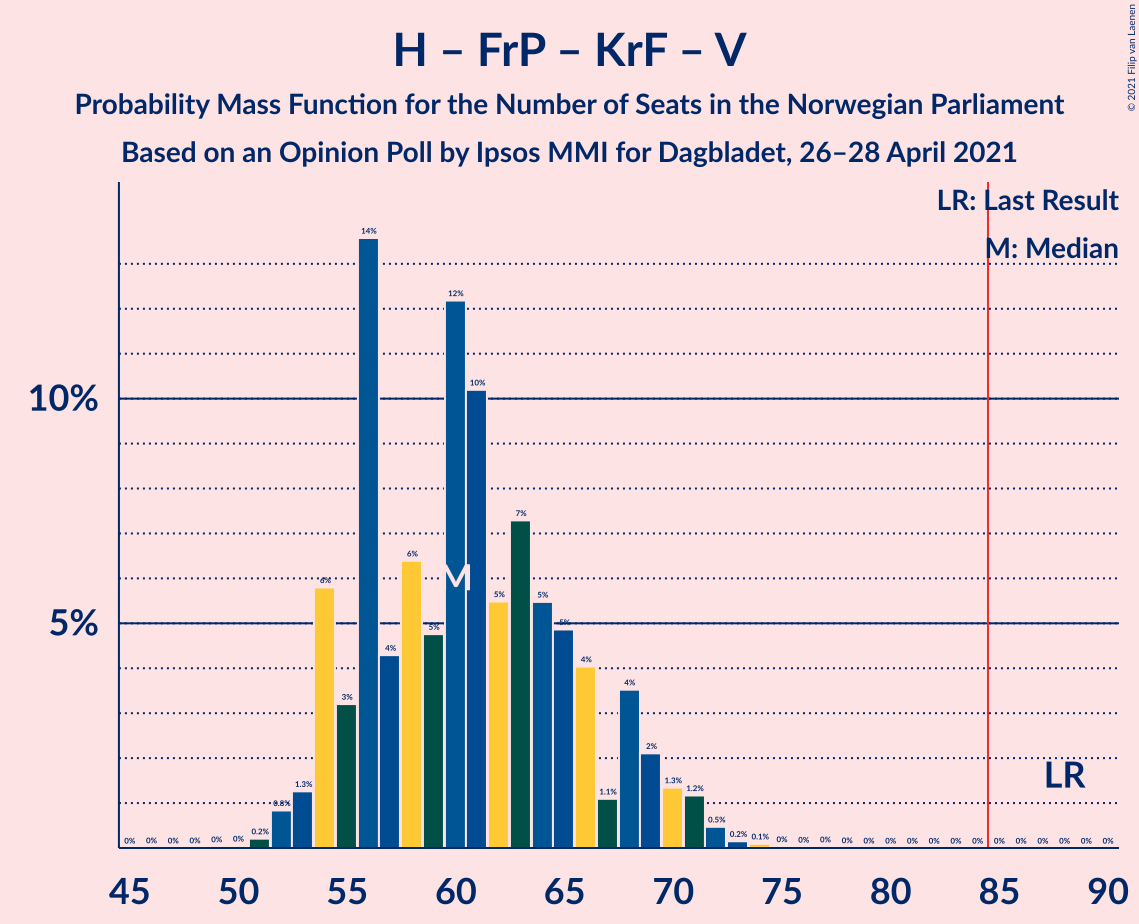 H – FrP – KrF – V
Probability Mass Function for the Number of Seats in the Norwegian Parliament
Based on an Opinion Poll by Ipsos MMI for Dagbladet, 26–28 April 2021
© 2021 Filip van Laenen
LR: Last Result
M: Median
10%
5%
0% 0% 0% 0% 0% 0% 0.2% 0.8% 1.3% 6% 3% 14% 4% 6% 5% 12% 10% 5% 7% 5% 5% 4% 1.1% 4% 2% 1.3% 1.2% 0.5% 0.2% 0.1% 0% 0% 0% 0% 0% 0% 0% 0% 0% 0% 0% 0% 0% 0% 0% 0%
M
LR
45 50 55 60 65 70 75 80 85 90